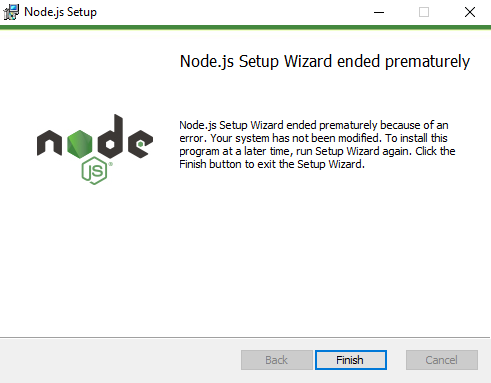 Node.js Setup
Node.js Setup Wizard ended prematurely
node
JS®
Node.js Setup Wizard ended prematurely because of an
error. Your system has not been modified. To install this
program at a later time, run Setup Wizard again. Click the
Finish button to exit the Setup Wizard.
Back
Finish
Cancel